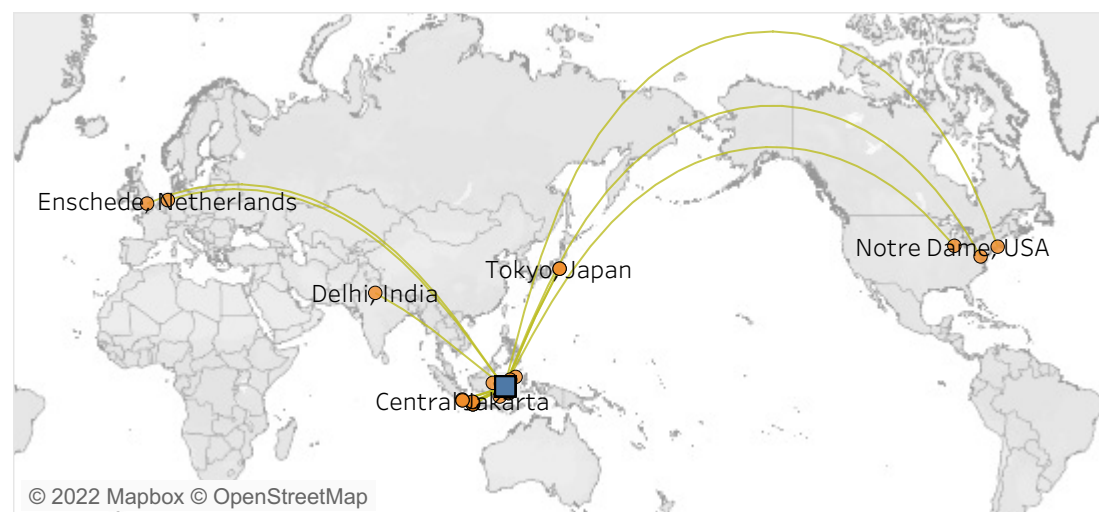 Enschede, Netherlands
Notre Dame, USA
Tokyo, Japan
Delhi, India
Central Jakarta
© 2022 Mapbox © OpenStreetMap